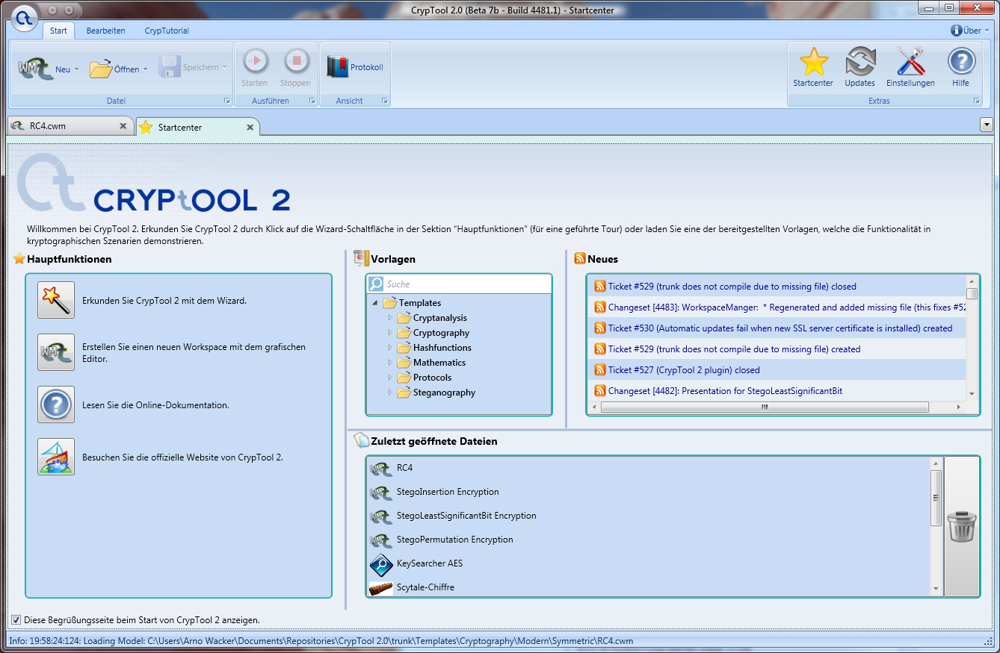 CrypTool 2.0 (Beta 7b - Build 4481.1) - Startcenter
Start Bearbeiten CrypTutorial Über
Neu Öffnen Speichern Starten Stoppen Protokoll Startcenter Updates Einstellungen Hilfe
Datei Ausführen Ansicht Extras
RC4.cwm Startcenter
CRYPtOOL 2
Willkommen bei CrypTool 2. Erkunden Sie CrypTool 2 durch Klick auf die Wizard-Schaltfläche in der Sektion "Hauptfunktionen" (für eine geführte Tour) oder laden Sie eine der bereitgestellten Vorlagen, welche die Funktionalität in
kryptographischen Szenarien demonstrieren.
Hauptfunktionen
Erkunden Sie CrypTool 2 mit dem Wizard.
Erstellen Sie einen neuen Workspace mit dem grafischen
Editor.
Lesen Sie die Online-Dokumentation.
Besuchen Sie die offizielle Website von CrypTool 2.
Vorlagen
Suche
Templates
Cryptanalysis
Cryptography
Hashfunctions
Mathematics
Protocols
Steganography
Neues
Ticket #529 (trunk does not compile due to missing file) closed
Changeset [4483]: WorkspaceManger: * Regenerated and added missing file (this fixes #52
Ticket #530 (Automatic updates fail when new SSL server certificate is installed) created
Ticket #529 (trunk does not compile due to missing file) created
Ticket #527 (CrypTool 2 plugin) closed
Changeset [4482]: Presentation for StegoLeastSignificantBit
Zuletzt geöffnete Dateien
RC4
StegoInsertion Encryption
StegoLeastSignificantBit Encryption
StegoPermutation Encryption
KeySearcher AES
Scytale-Chiffre
Diese Begrüßungsseite beim Start von CrypTool 2 anzeigen.
Info: 19:58:24:124: Loading Model: C:\Users\Arno Wacker\Documents\Repositories\CrypTool 2.0\trunk\Templates\Cryptography\Modern\Symmetric\RC4.cwm